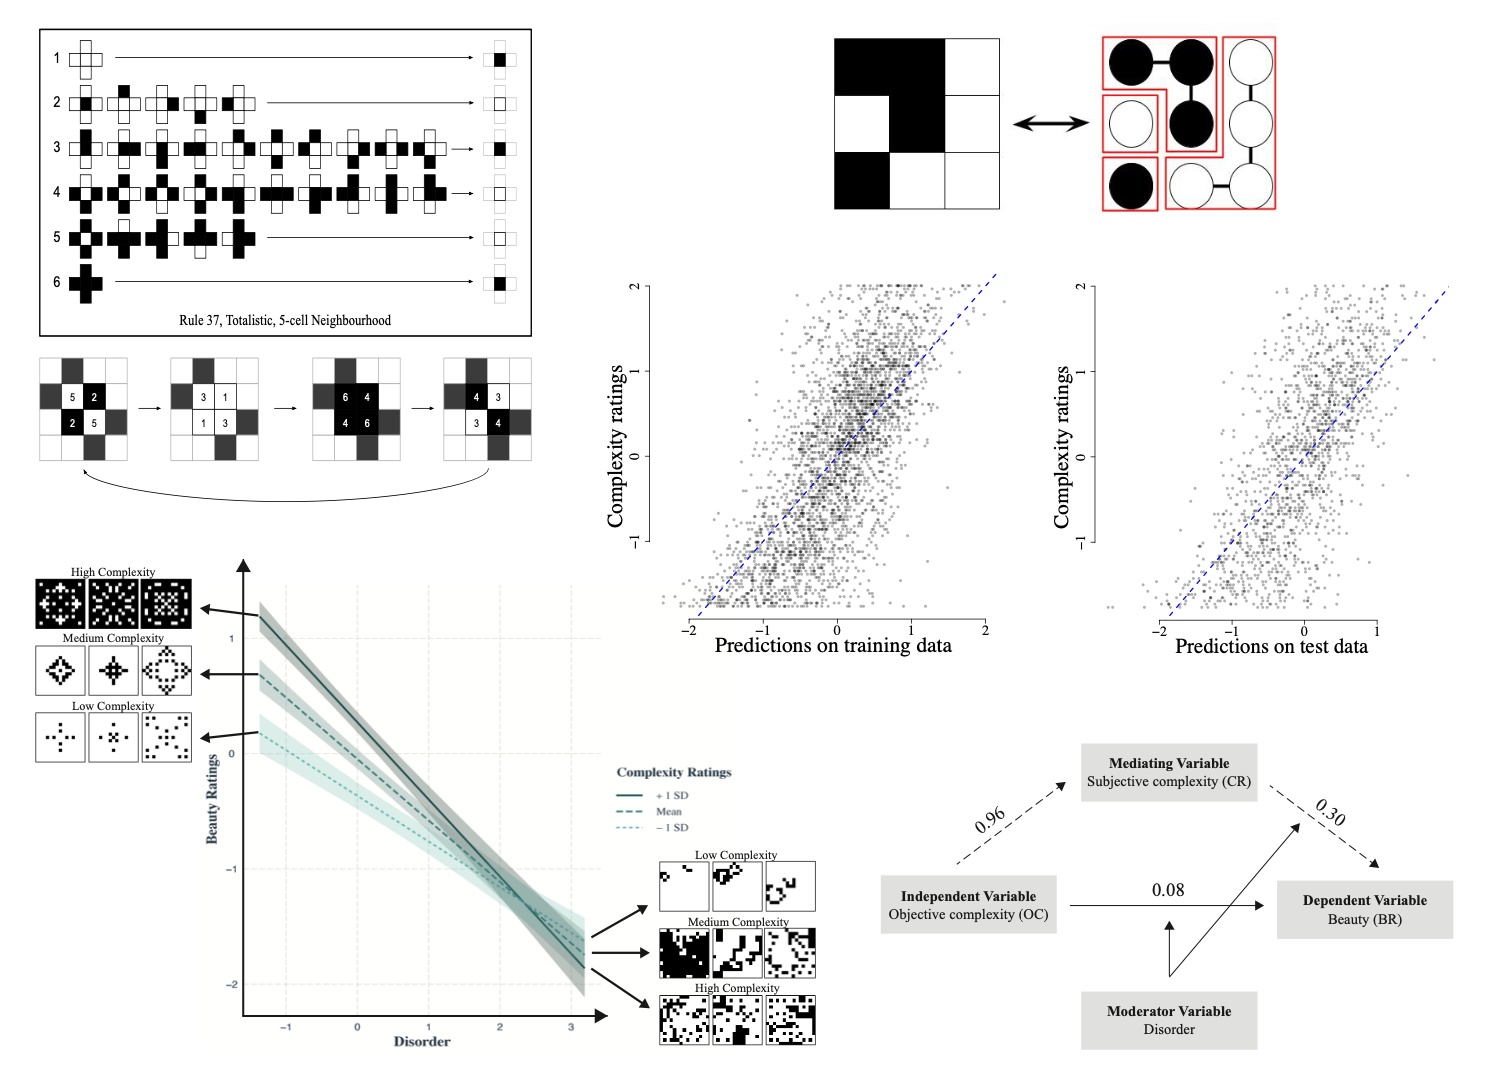 1
2
3
4
5
6
Rule 37, Totalistic, 5-cell Neighbourhood
5 2
2 5
3 1
1 3
6 4
4 6
4 3
3 4
Complexity ratings
2
1
0
−1
−2 −1 0 1 2
Predictions on training data
Complexity ratings
2
1
0
−1
−2 −1 0 1
Predictions on test data
High Complexity
Medium Complexity
Low Complexity
Beauty Ratings
1
0
−1
−2
−1 0 1 2 3
Disorder
Complexity Ratings
+ 1 SD
Mean
− 1 SD
Low Complexity
Medium Complexity
High Complexity
Mediating Variable
Subjective complexity (CR)
0.96
0.30
Independent Variable
Objective complexity (OC)
0.08
Dependent Variable
Beauty (BR)
Moderator Variable
Disorder